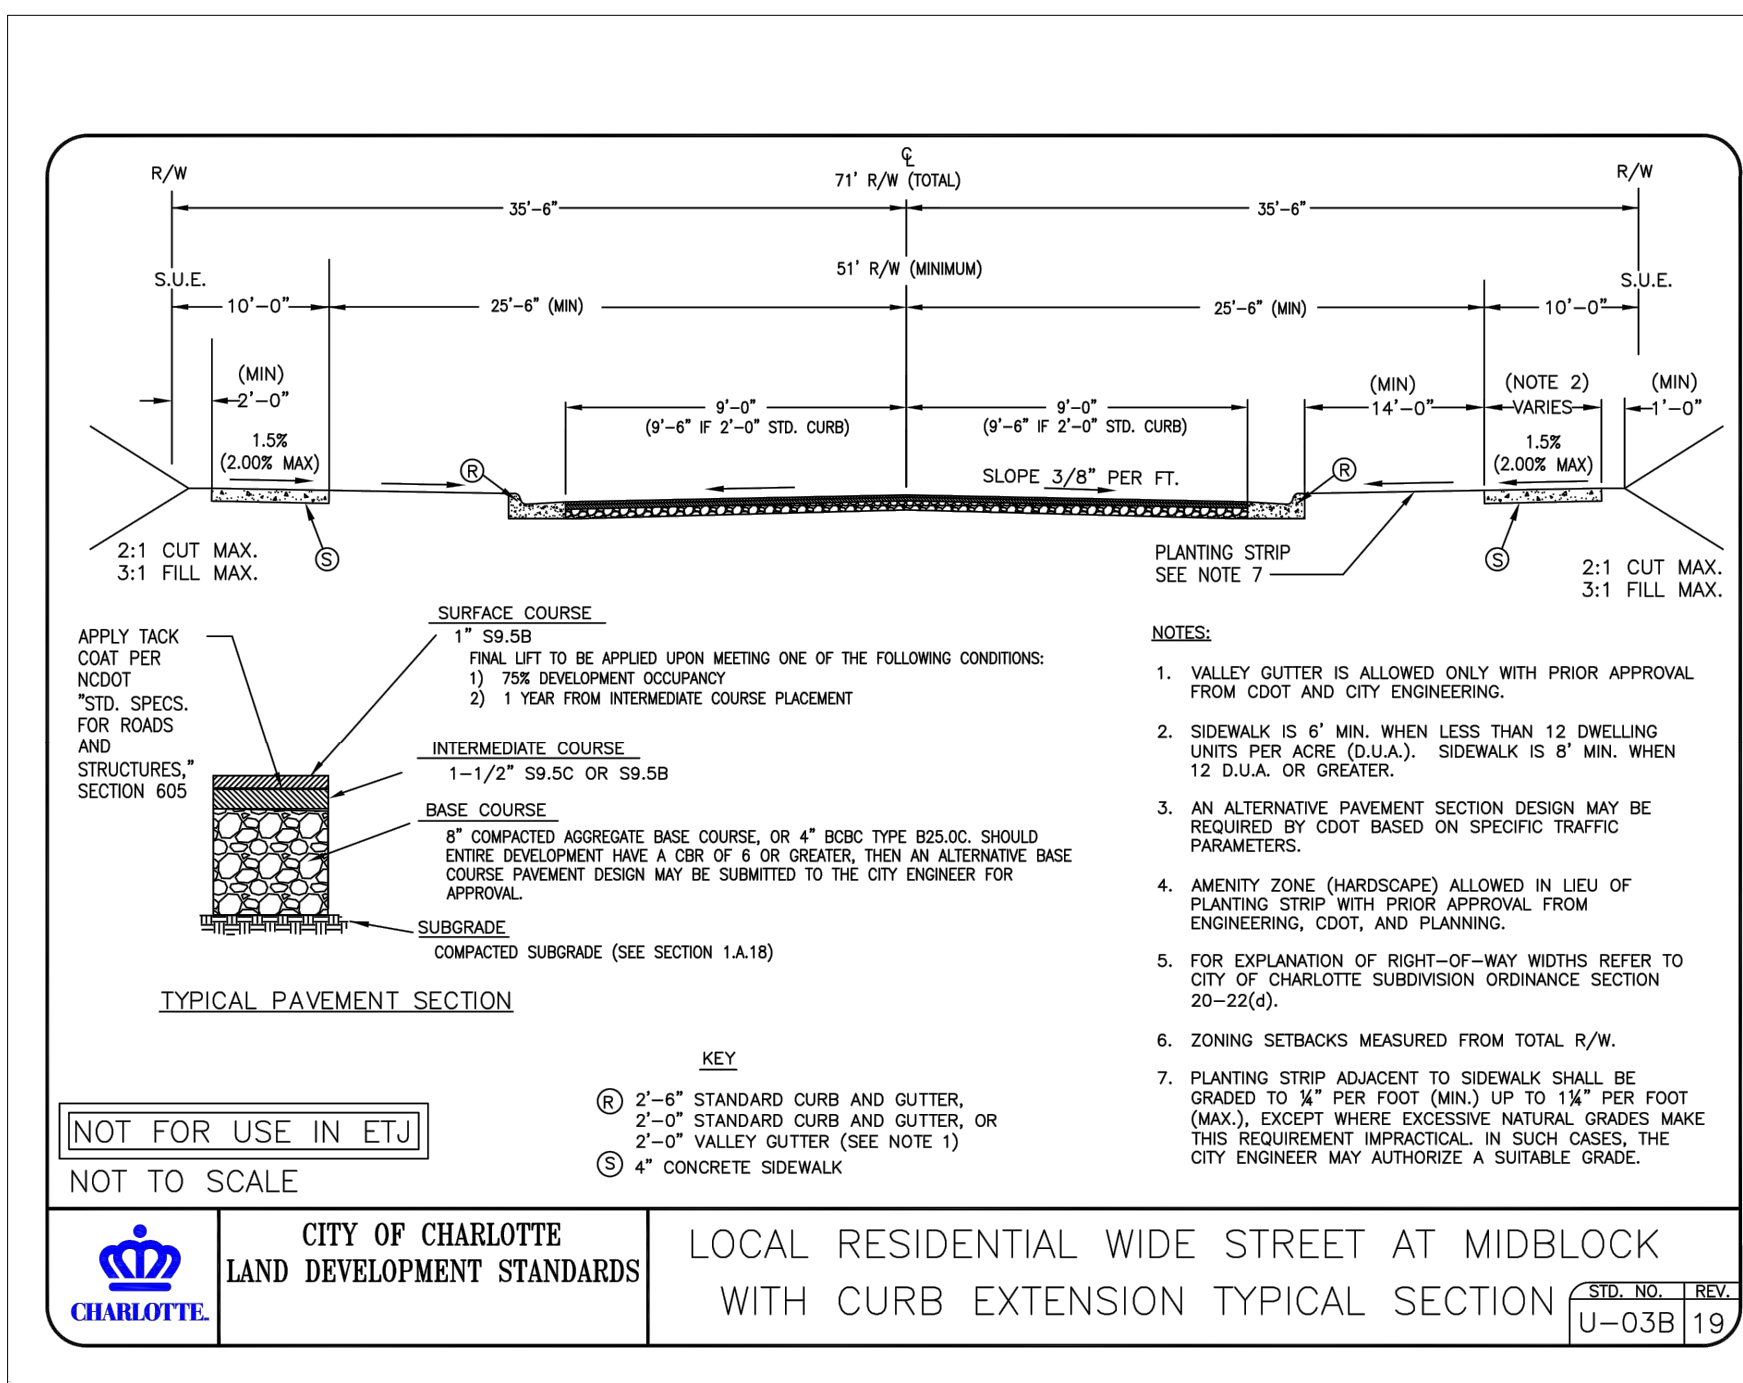 ℄
R/W
71' R/W (TOTAL)
R/W
35'-6"
35'-6"
51' R/W (MINIMUM)
S.U.E.
S.U.E.
10'-0"
25'-6" (MIN)
25'-6" (MIN)
10'-0"
(MIN)
2'-0"
9'-0"
(9'-6" IF 2'-0" STD. CURB)
9'-0"
(9'-6" IF 2'-0" STD. CURB)
(MIN)
14'-0"
(NOTE 2)
VARIES
(MIN)
1'-0"
1.5%
(2.00% MAX)
1.5%
(2.00% MAX)
R
SLOPE 3/8" PER FT.
R
S
S
2:1 CUT MAX.
3:1 FILL MAX.
PLANTING STRIP
SEE NOTE 7
2:1 CUT MAX.
3:1 FILL MAX.
APPLY TACK
COAT PER
NCDOT
"STD. SPECS.
FOR ROADS
AND
STRUCTURES,"
SECTION 605
SURFACE COURSE
1" S9.5B
FINAL LIFT TO BE APPLIED UPON MEETING ONE OF THE FOLLOWING CONDITIONS:
1) 75% DEVELOPMENT OCCUPANCY
2) 1 YEAR FROM INTERMEDIATE COURSE PLACEMENT
INTERMEDIATE COURSE
1-1/2" S9.5C OR S9.5B
BASE COURSE
8" COMPACTED AGGREGATE BASE COURSE, OR 4" BCBC TYPE B25.0C. SHOULD
ENTIRE DEVELOPMENT HAVE A CBR OF 6 OR GREATER, THEN AN ALTERNATIVE BASE
COURSE PAVEMENT DESIGN MAY BE SUBMITTED TO THE CITY ENGINEER FOR
APPROVAL.
SUBGRADE
COMPACTED SUBGRADE (SEE SECTION 1.A.18)
TYPICAL PAVEMENT SECTION
NOTES:
1. VALLEY GUTTER IS ALLOWED ONLY WITH PRIOR APPROVAL
FROM CDOT AND CITY ENGINEERING.
2. SIDEWALK IS 6' MIN. WHEN LESS THAN 12 DWELLING
UNITS PER ACRE (D.U.A.). SIDEWALK IS 8' MIN. WHEN
12 D.U.A. OR GREATER.
3. AN ALTERNATIVE PAVEMENT SECTION DESIGN MAY BE
REQUIRED BY CDOT BASED ON SPECIFIC TRAFFIC
PARAMETERS.
4. AMENITY ZONE (HARDSCAPE) ALLOWED IN LIEU OF
PLANTING STRIP WITH PRIOR APPROVAL FROM
ENGINEERING, CDOT, AND PLANNING.
5. FOR EXPLANATION OF RIGHT-OF-WAY WIDTHS REFER TO
CITY OF CHARLOTTE SUBDIVISION ORDINANCE SECTION
20-22(d).
6. ZONING SETBACKS MEASURED FROM TOTAL R/W.
7. PLANTING STRIP ADJACENT TO SIDEWALK SHALL BE
GRADED TO ¼" PER FOOT (MIN.) UP TO 1¼" PER FOOT
(MAX.), EXCEPT WHERE EXCESSIVE NATURAL GRADES MAKE
THIS REQUIREMENT IMPRACTICAL. IN SUCH CASES, THE
CITY ENGINEER MAY AUTHORIZE A SUITABLE GRADE.
KEY
R 2'-6" STANDARD CURB AND GUTTER,
2'-0" STANDARD CURB AND GUTTER, OR
2'-0" VALLEY GUTTER (SEE NOTE 1)
S 4" CONCRETE SIDEWALK
NOT FOR USE IN ETJ
NOT TO SCALE
CHARLOTTE.
CITY OF CHARLOTTE
LAND DEVELOPMENT STANDARDS
LOCAL RESIDENTIAL WIDE STREET AT MIDBLOCK
WITH CURB EXTENSION TYPICAL SECTION
STD. NO. REV.
U-03B 19